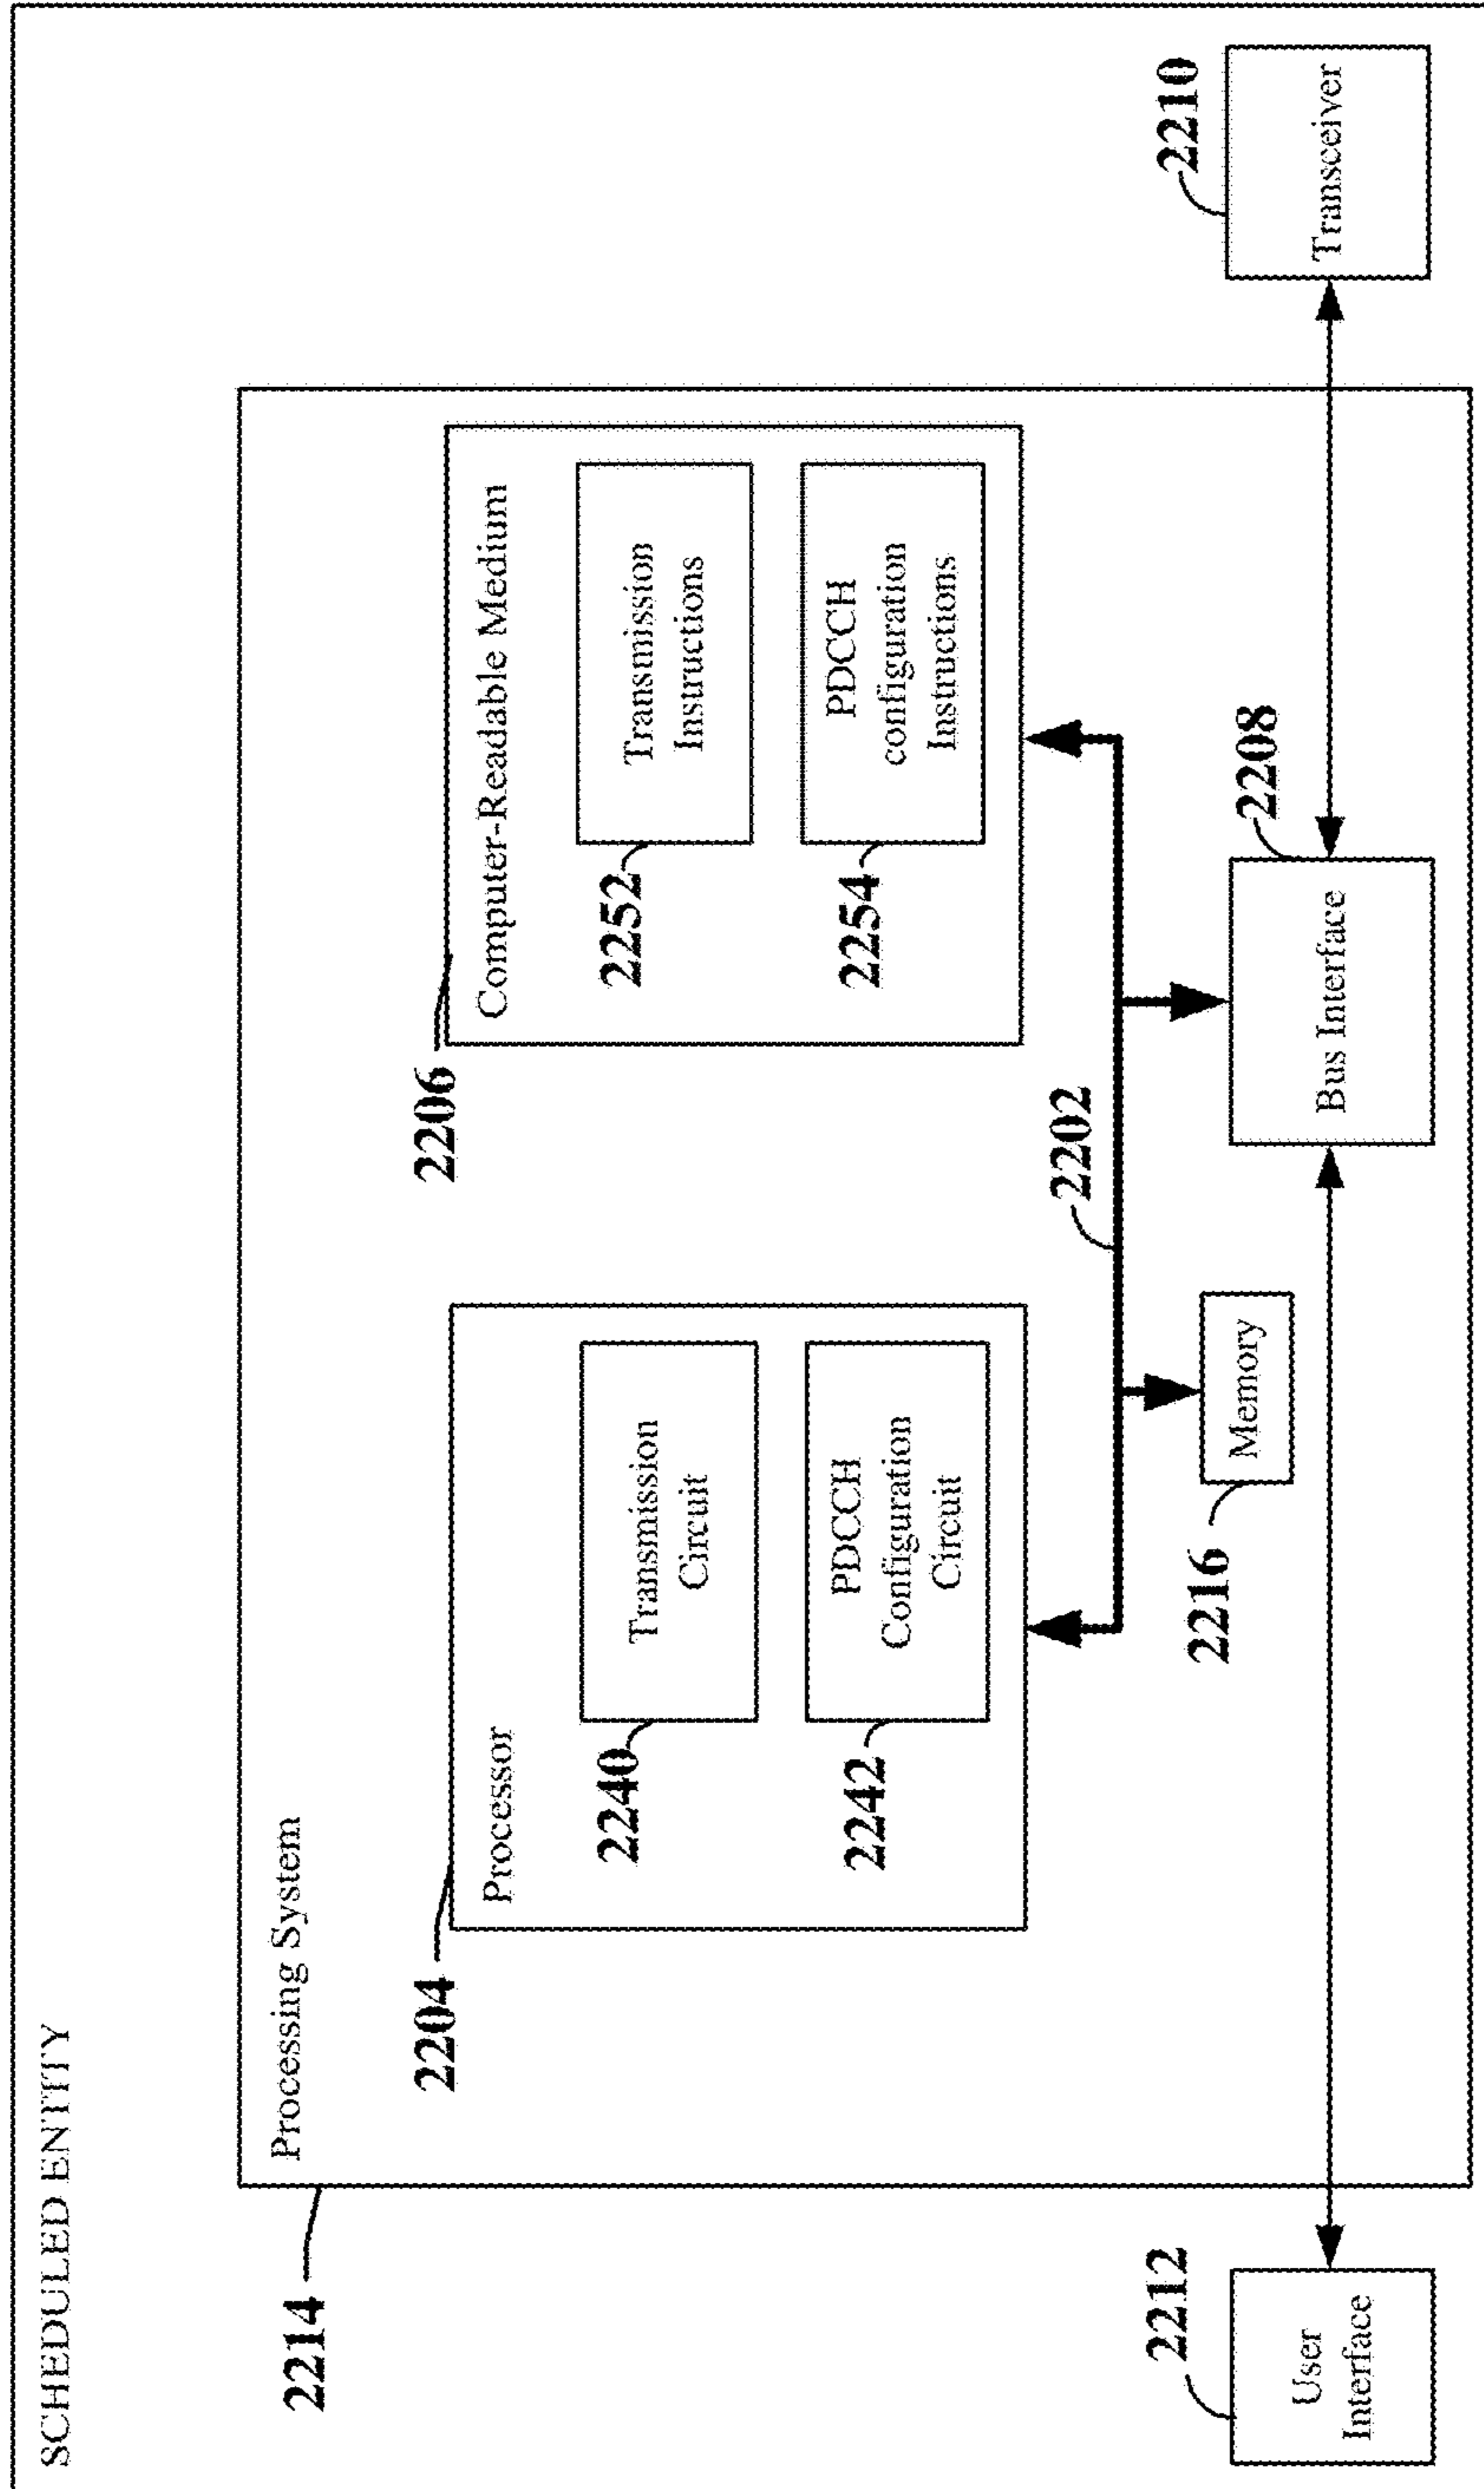 SCHEDULED ENTITY
2214
Processing System
2204
Processor
2240
Transmission
Circuit
2242
PDCCH
Configuration
Circuit
2206
Computer-Readable Medium
2252
Transmission
Instructions
2254
PDCCH
configuration
Instructions
2202
2216
Memory
2208
Bus Interface
2212
User
Interface
2210
Transceiver